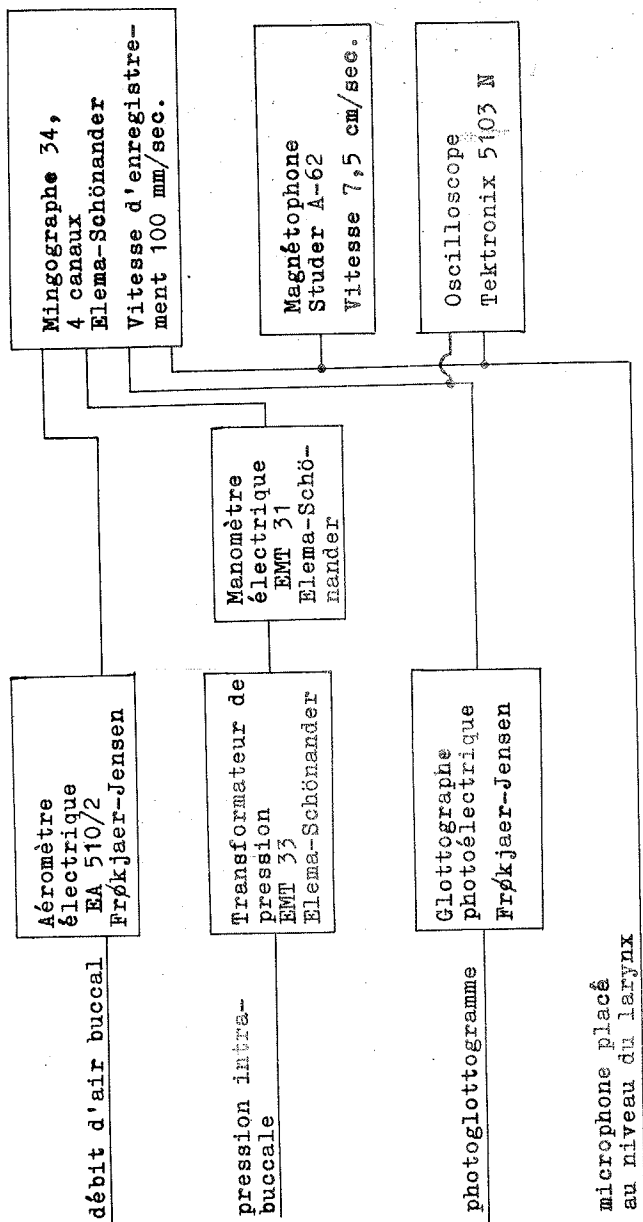 débit d'air buccal
Aéromètre
électrique
EA 510/2
Frøkjaer-Jensen
pression intra-
buccale
Transformateur de
pression
EMT 33
Elema-Schönander
Manomètre
électrique
EMT 31
Elema-Schö-
nander
photoglottogramme
Glottographe
photoélectrique
Frøkjaer-Jensen
microphone placé
au niveau du larynx
Mingographe 34,
4 canaux
Elema-Schönander
Vitesse d'enregistre-
ment 100 mm/sec.
Magnétophone
Studer A-62
Vitesse 7,5 cm/sec.
Oscilloscope
Tektronix 5103 N